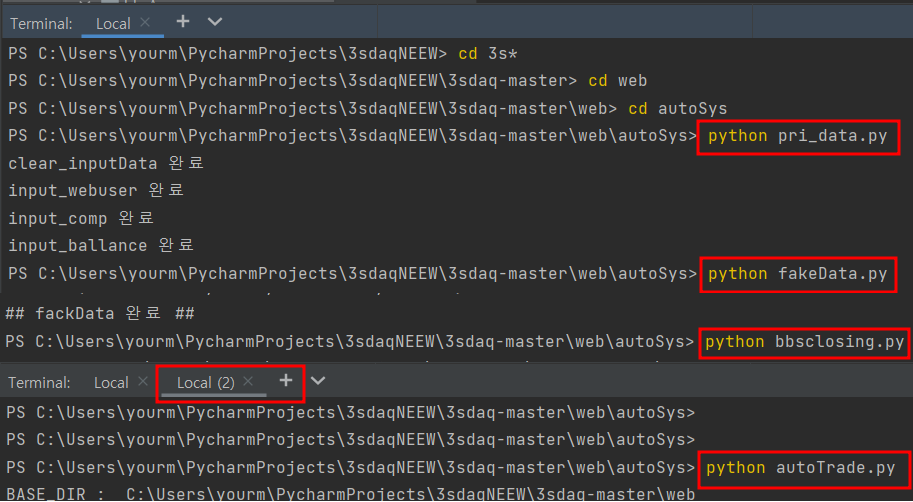 Terminal: Local × + ∨
PS C:\Users\yourm\PycharmProjects\3sdaqNEEW> cd 3s*
PS C:\Users\yourm\PycharmProjects\3sdaqNEEW\3sdaq-master> cd web
PS C:\Users\yourm\PycharmProjects\3sdaqNEEW\3sdaq-master\web> cd autoSys
PS C:\Users\yourm\PycharmProjects\3sdaqNEEW\3sdaq-master\web\autoSys> python pri_data.py
clear_inputData 완료
input_webuser 완료
input_comp 완료
input_ballance 완료
PS C:\Users\yourm\PycharmProjects\3sdaqNEEW\3sdaq-master\web\autoSys> python fakeData.py
## fackData 완료 ##
PS C:\Users\yourm\PycharmProjects\3sdaqNEEW\3sdaq-master\web\autoSys> python bbsclosing.py
Terminal: Local × Local (2) × + ∨
PS C:\Users\yourm\PycharmProjects\3sdaqNEEW\3sdaq-master\web\autoSys>
PS C:\Users\yourm\PycharmProjects\3sdaqNEEW\3sdaq-master\web\autoSys>
PS C:\Users\yourm\PycharmProjects\3sdaqNEEW\3sdaq-master\web\autoSys> python autoTrade.py
BASE_DIR : C:\Users\yourm\PycharmProjects\3sdaqNEEW\3sdaq-master\web